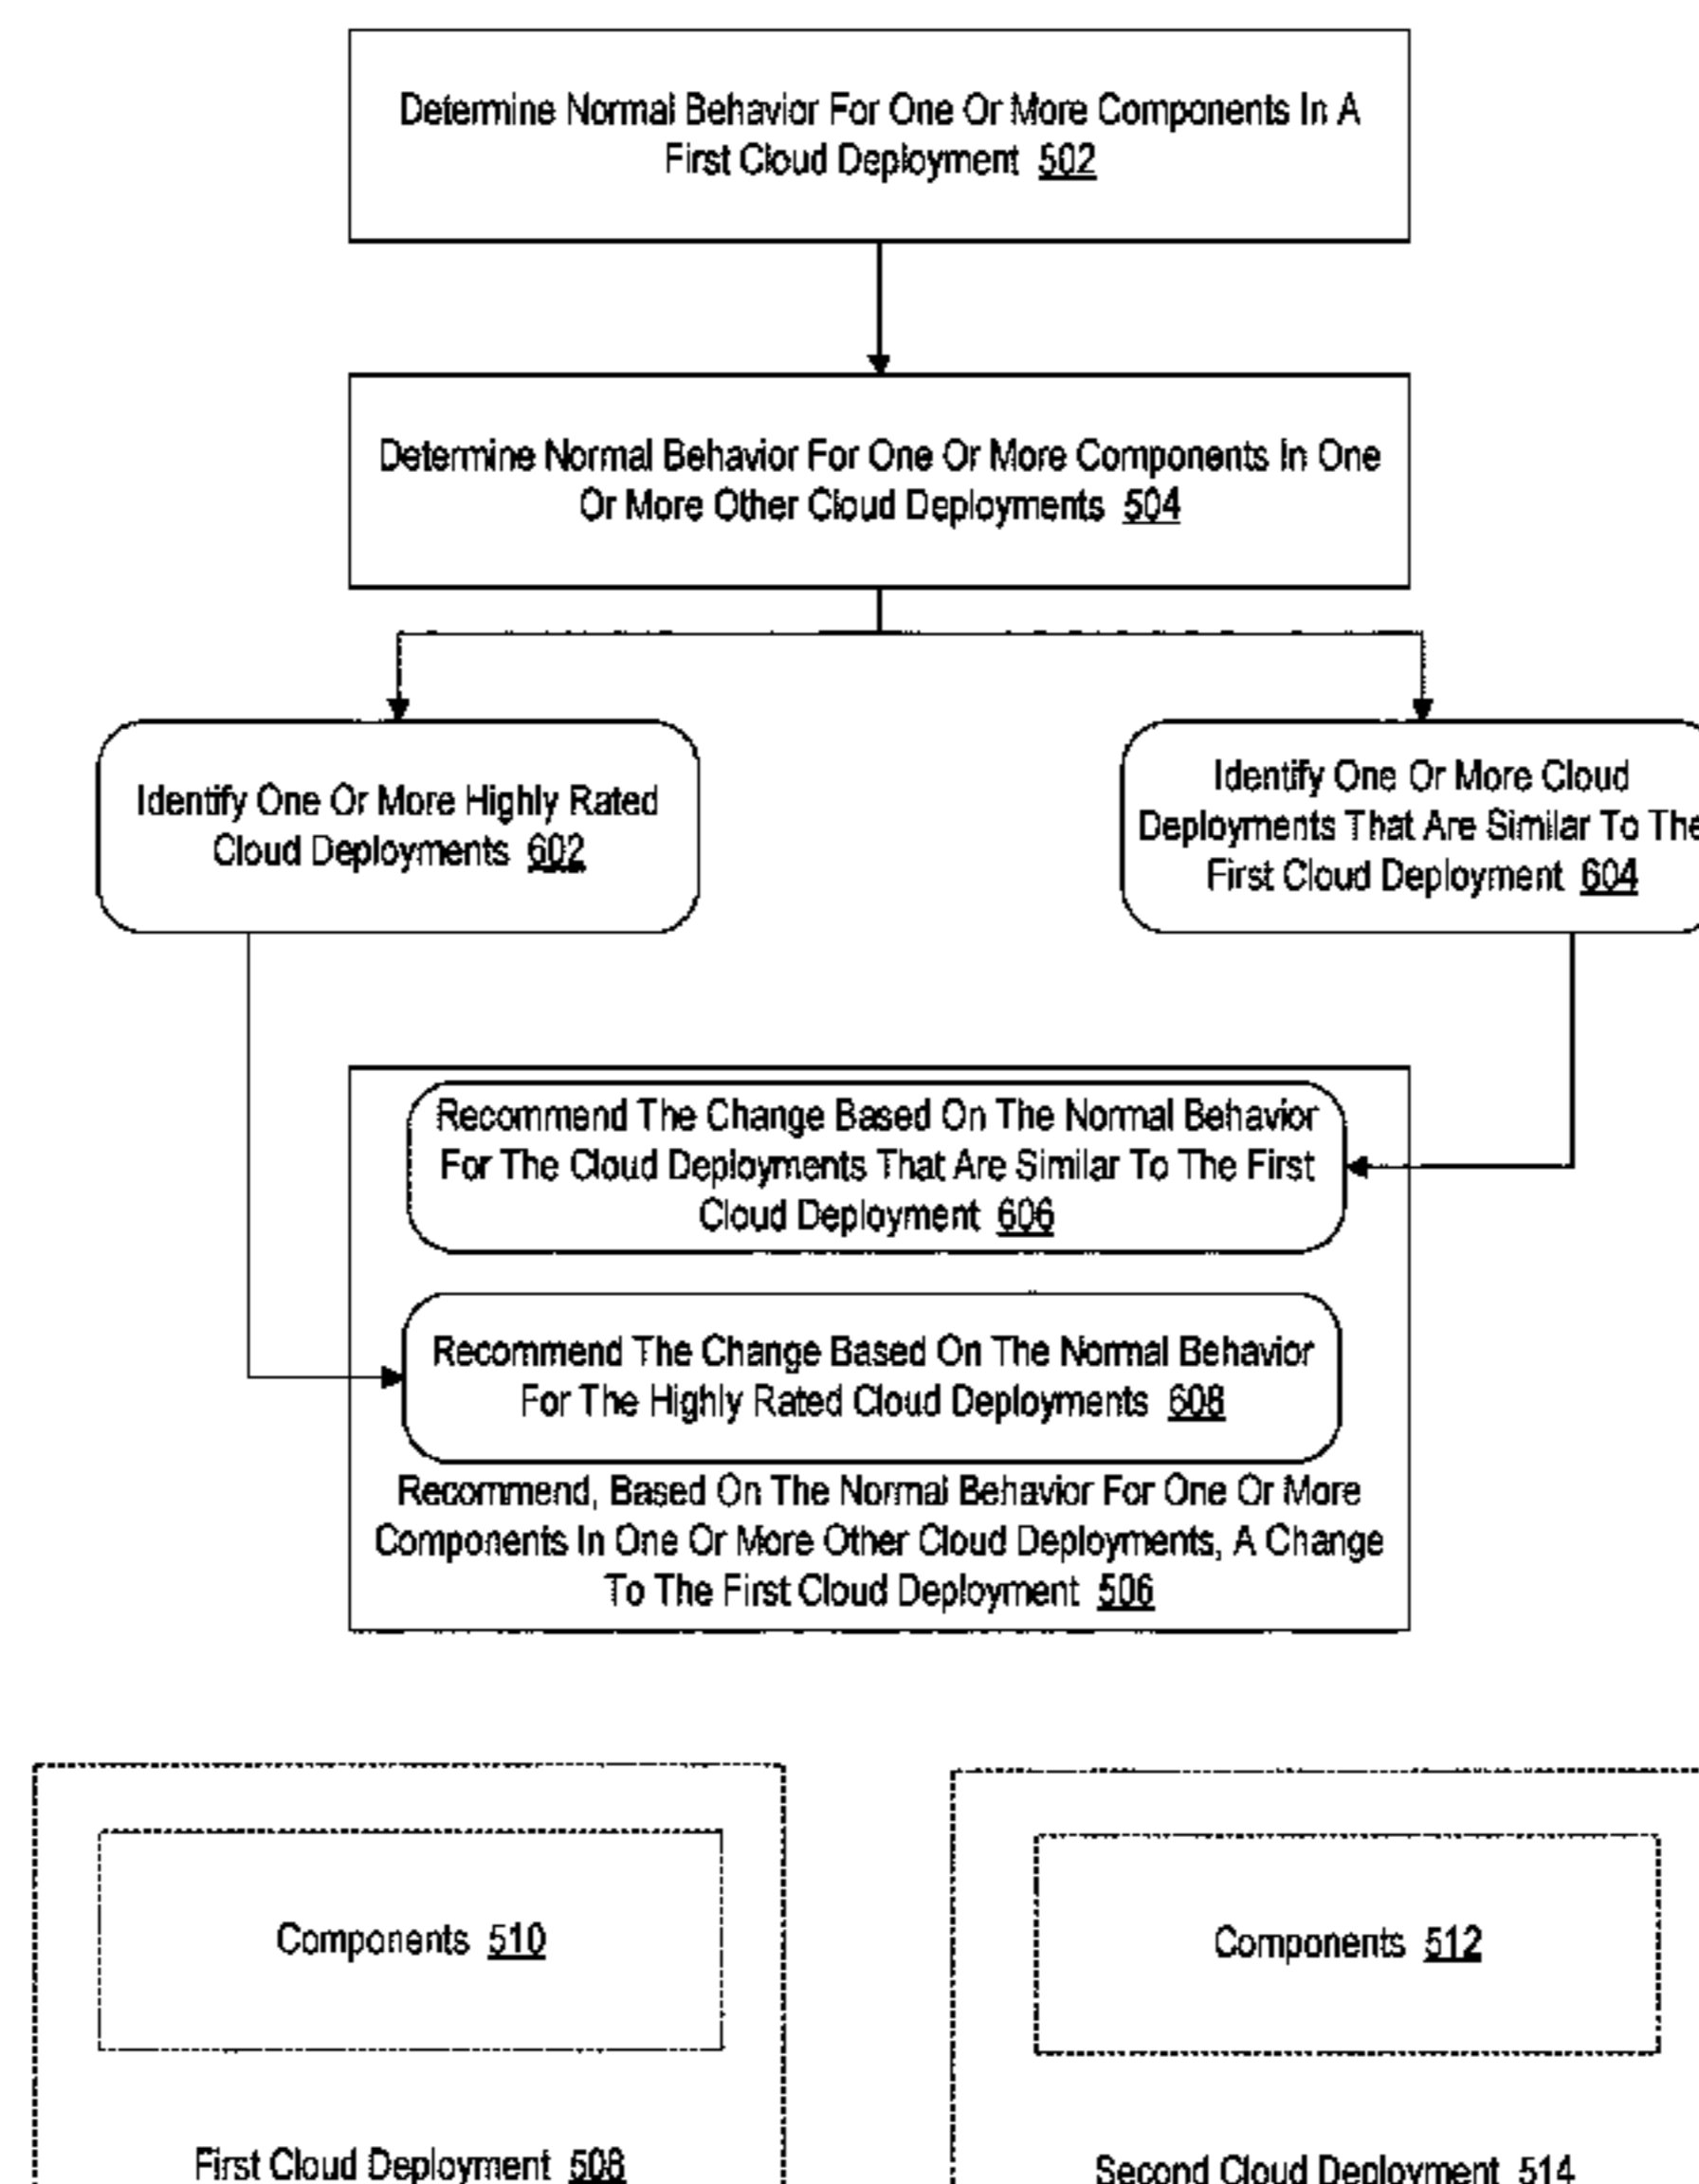 Determine Normal Behavior For One Or More Components In A
First Cloud Deployment 502
Determine Normal Behavior For One Or More Components In One
Or More Other Cloud Deployments 504
Identify One Or More Highly Rated
Cloud Deployments 602
Identify One Or More Cloud
Deployments That Are Similar To The
First Cloud Deployment 604
Recommend The Change Based On The Normal Behavior
For The Cloud Deployments That Are Similar To The First
Cloud Deployment 606
Recommend The Change Based On The Normal Behavior
For The Highly Rated Cloud Deployments 608
Recommend, Based On The Normal Behavior For One Or More
Components In One Or More Other Cloud Deployments, A Change
To The First Cloud Deployment 506
Components 510
First Cloud Deployment 508
Components 512
Second Cloud Deployment 514